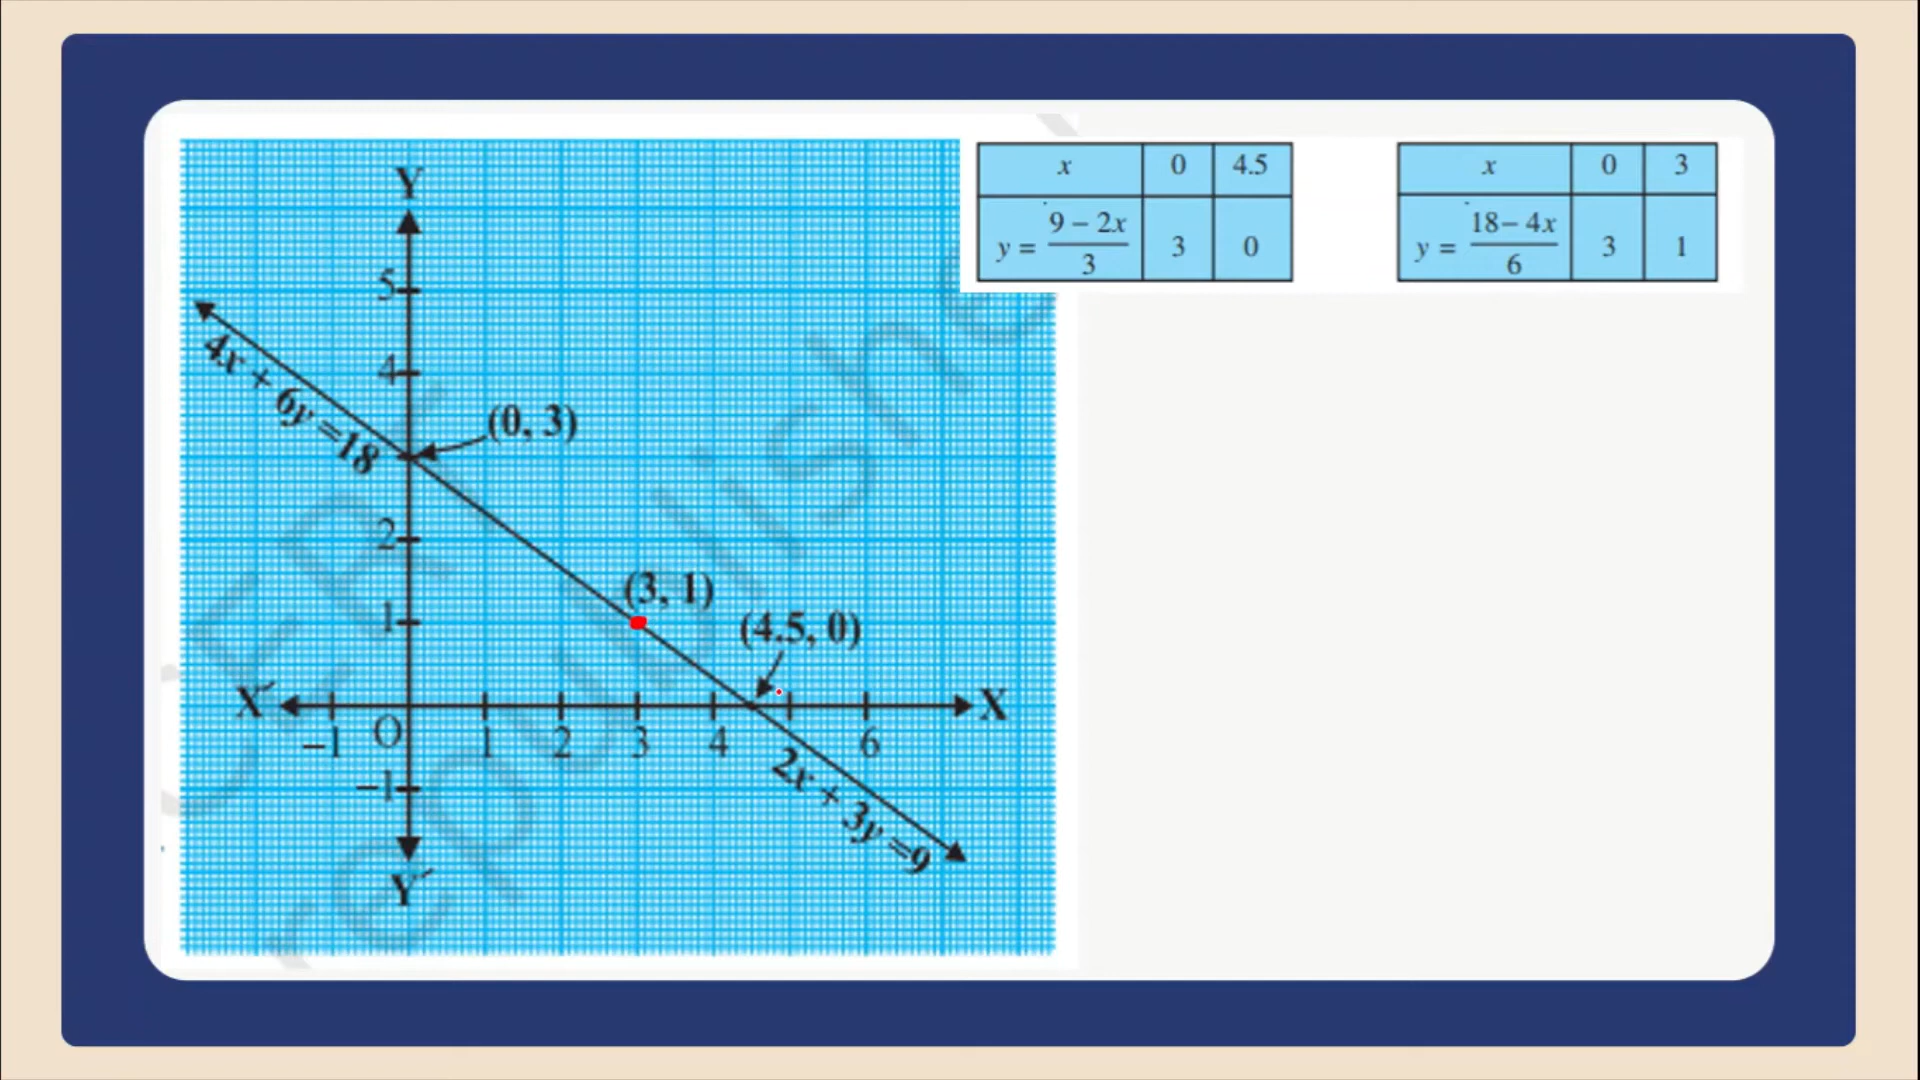 Y
5
4
2
1
-1
Y′
X′
-1
O
1
2
3
4
6
X
4x + 6y =18
(0, 3)
(3, 1)
(4.5, 0)
2x + 3y =9
x 0 4.5
y = (9 – 2x)/3 3 0
x 0 3
y = (18– 4x)/6 3 1